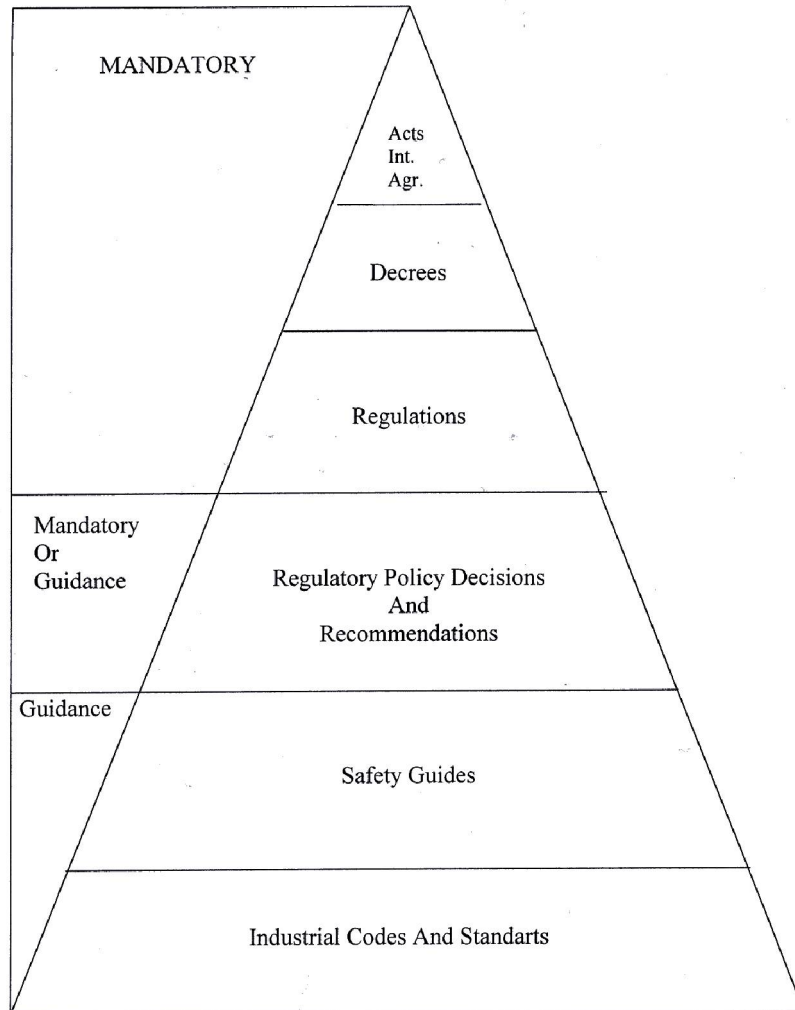 MANDATORY
Acts
Int.
Agr.
Decrees
Regulations
Mandatory
Or
Guidance
Regulatory Policy Decisions
And
Recommendations
Guidance
Safety Guides
Industrial Codes And Standarts